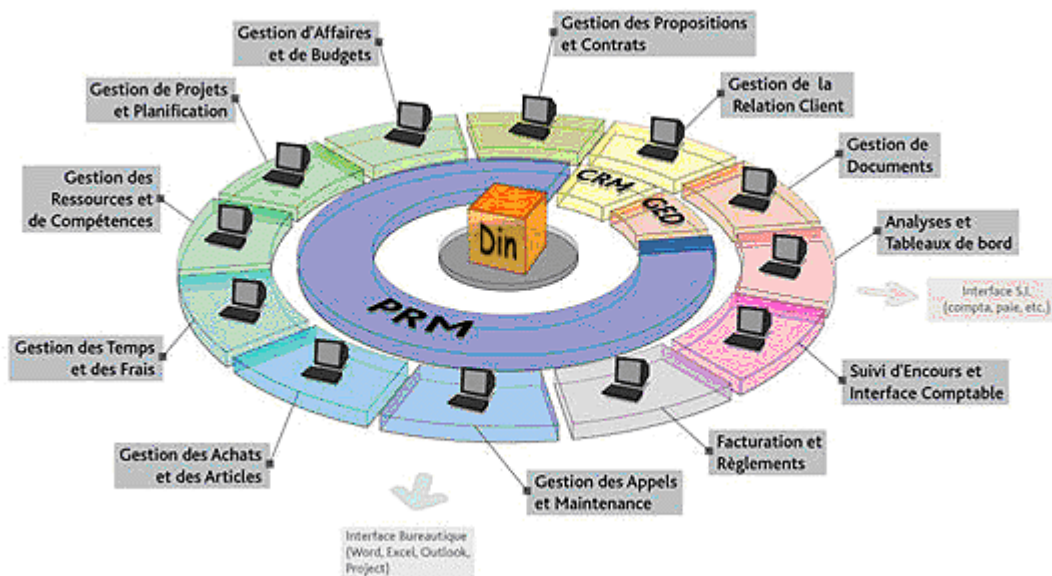 Gestion d'Affaires
et de Budgets
Gestion des Propositions
et Contrats
Gestion de Projets
et Planification
Gestion de la
Relation Client
Gestion des
Ressources et
de Compétences
Gestion de
Documents
CRM
GED
Din
PRM
Analyses et
Tableaux de bord
Interface S.I.
(compta, paie, etc.)
Gestion des Temps
et des Frais
Suivi d'Encours et
Interface Comptable
Gestion des Achats
et des Articles
Facturation et
Règlements
Gestion des Appels
et Maintenance
Interface Bureautique
(Word, Excel, Outlook,
Project)